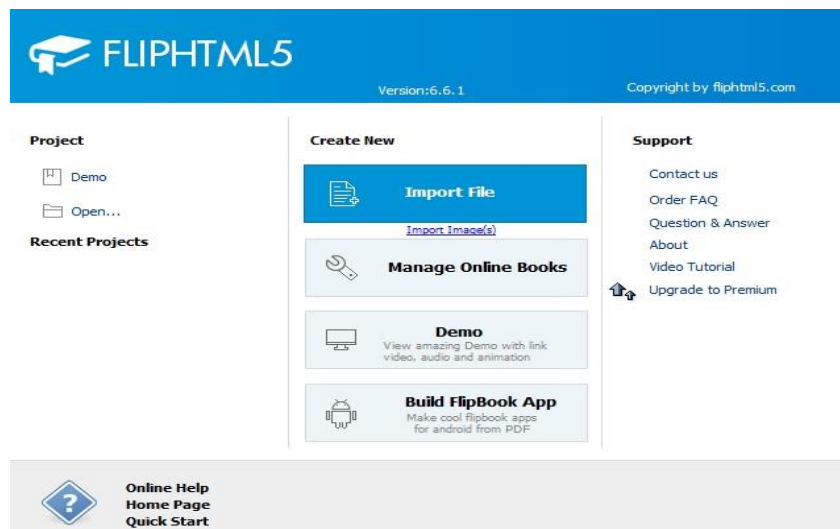 FLIPHTML5
Version:6.6.1
Copyright by fliphtml5.com
Project
Demo
Open...
Recent Projects
Create New
Import File
Import Image(s)
Manage Online Books
Demo
View amazing Demo with link
video, audio and animation
Build FlipBook App
Make cool flipbook apps
for android from PDF
Support
Contact us
Order FAQ
Question & Answer
About
Video Tutorial
Upgrade to Premium
Online Help
Home Page
Quick Start